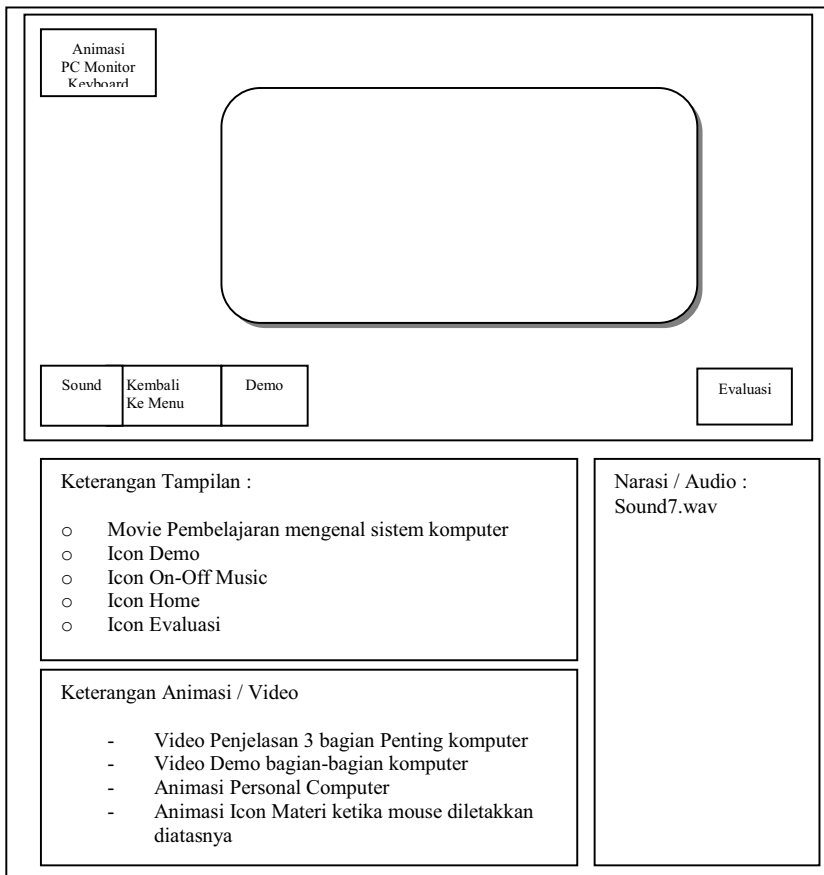 Animasi
PC Monitor
Keyboard
Sound
Kembali
Ke Menu
Demo
Evaluasi
Keterangan Tampilan :
o Movie Pembelajaran mengenal sistem komputer
o Icon Demo
o Icon On-Off Music
o Icon Home
o Icon Evaluasi
Narasi / Audio :
Sound7.wav
Keterangan Animasi / Video
- Video Penjelasan 3 bagian Penting komputer
- Video Demo bagian-bagian komputer
- Animasi Personal Computer
- Animasi Icon Materi ketika mouse diletakkan
diatasnya